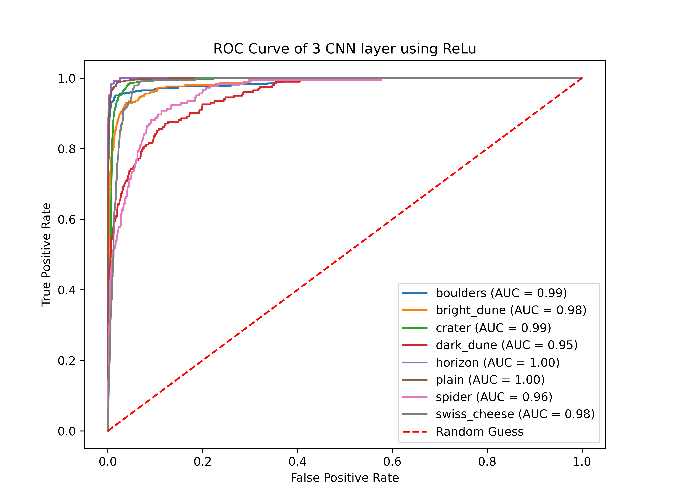 ROC Curve of 3 CNN layer using ReLu
True Positive Rate
1.0
0.8
0.6
0.4
0.2
0.0
boulders (AUC = 0.99)
bright_dune (AUC = 0.98)
crater (AUC = 0.99)
dark_dune (AUC = 0.95)
horizon (AUC = 1.00)
plain (AUC = 1.00)
spider (AUC = 0.96)
swiss_cheese (AUC = 0.98)
Random Guess
0.0 0.2 0.4 0.6 0.8 1.0
False Positive Rate